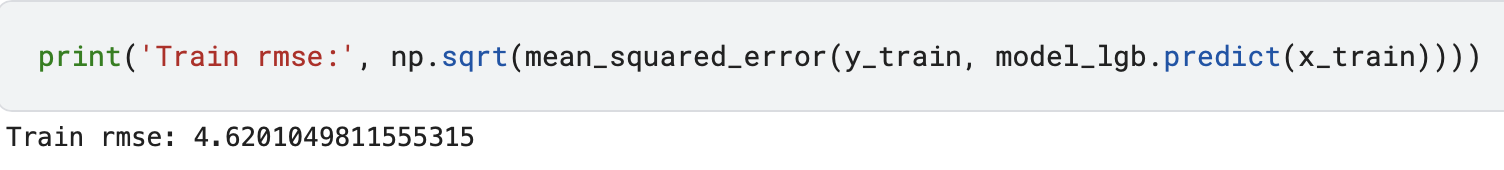 print('Train rmse:', np.sqrt(mean_squared_error(y_train, model_lgb.predict(x_train))))
Train rmse: 4.6201049811555315